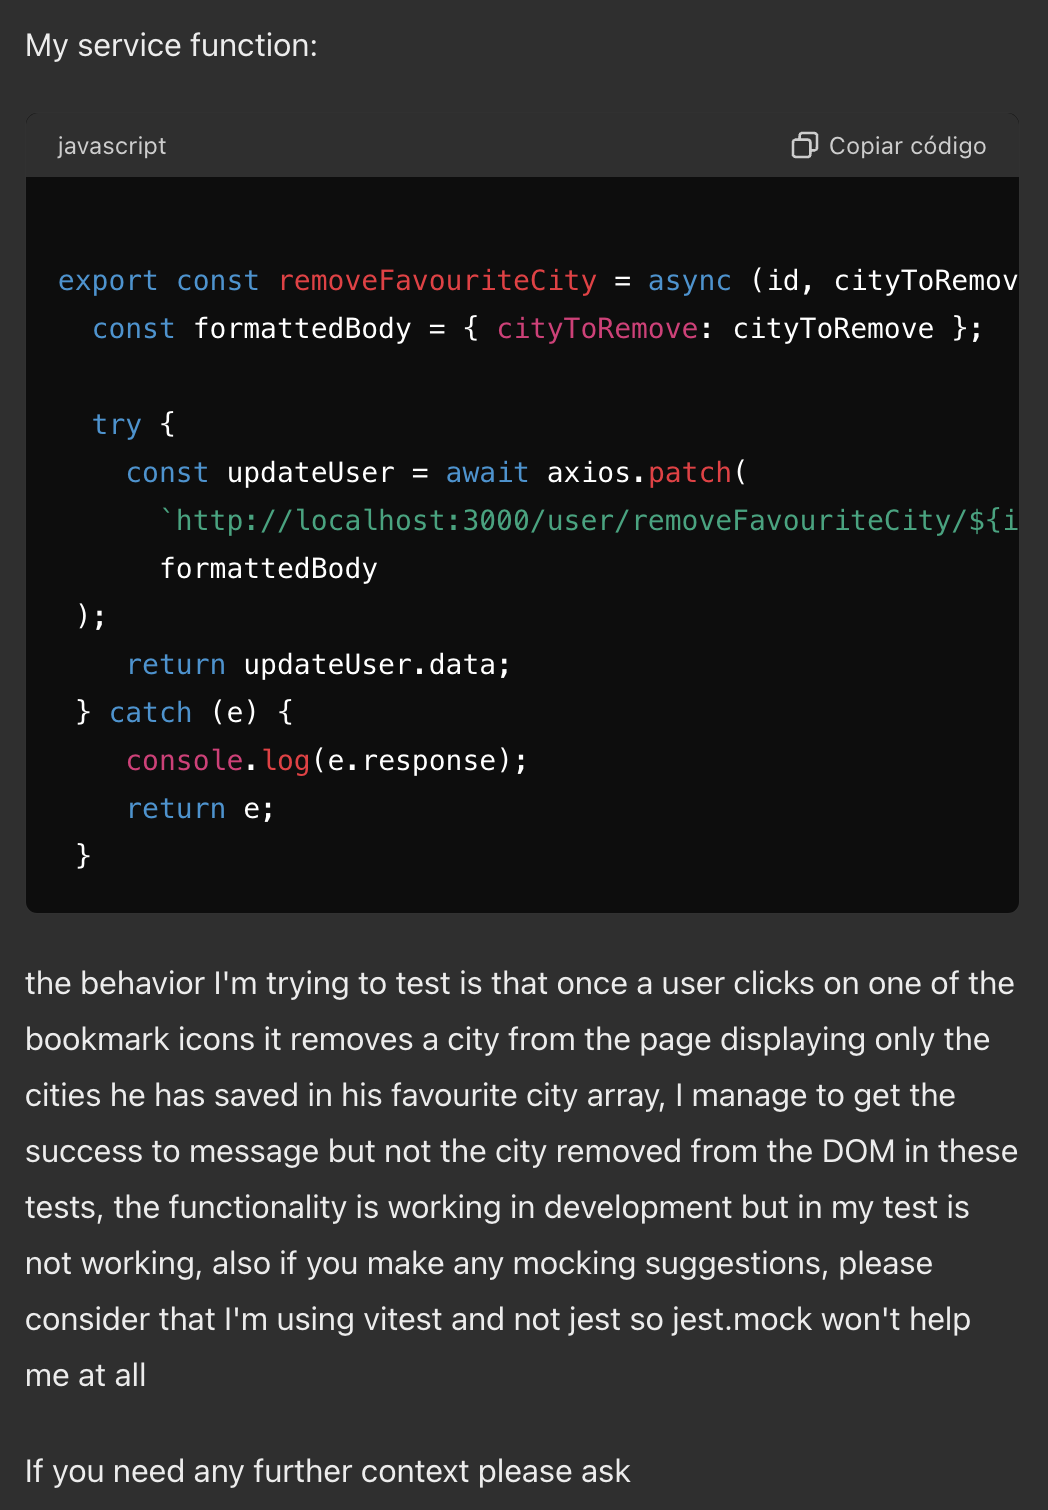 My service function:
javascript
Copiar código
export const removeFavouriteCity = async (id, cityToRemov
const formattedBody = { cityToRemove: cityToRemove };
try {
const updateUser = await axios.patch(
`http://localhost:3000/user/removeFavouriteCity/${i
formattedBody
);
return updateUser.data;
} catch (e) {
console.log(e.response);
return e;
}
the behavior I'm trying to test is that once a user clicks on one of the
bookmark icons it removes a city from the page displaying only the
cities he has saved in his favourite city array, I manage to get the
success to message but not the city removed from the DOM in these
tests, the functionality is working in development but in my test is
not working, also if you make any mocking suggestions, please
consider that I'm using vitest and not jest so jest.mock won't help
me at all
If you need any further context please ask